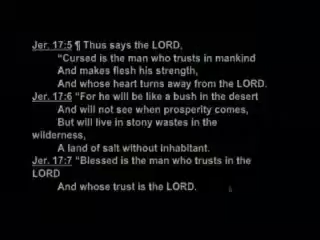 Jer. 17:5 ¶ Thus says the LORD,
"Cursed is the man who trusts in mankind
And makes flesh his strength,
And whose heart turns away from the LORD.
Jer. 17:6 "For he will be like a bush in the desert
And will not see when prosperity comes,
But will live in stony wastes in the
wilderness,
A land of salt without inhabitant.
Jer. 17:7 "Blessed is the man who trusts in the
LORD
And whose trust is the LORD.